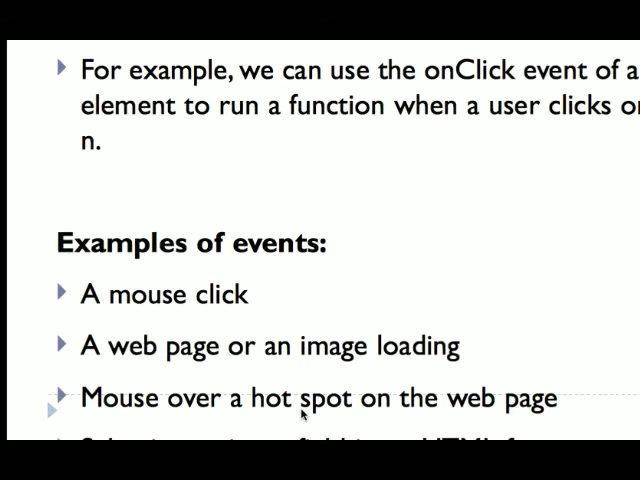 For example, we can use the onClick event of a
element to run a function when a user clicks
n.
Examples of events:
A mouse click
A web page or an image loading
Mouse over a hot spot on the web page